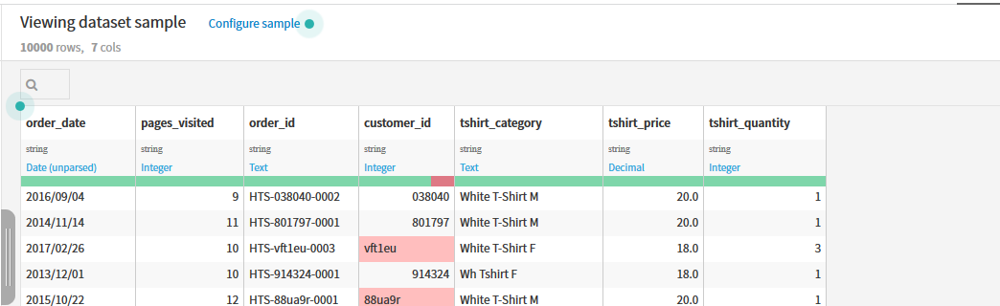 Viewing dataset sample Configure sample
10000 rows, 7 cols
order_date pages_visited order_id customer_id tshirt_category tshirt_price tshirt_quantity
string string string string string string string
Date (unparsed) Integer Text Integer Text Decimal Integer
2016/09/04 9 HTS-038040-0002 038040 White T-Shirt M 20.0 1
2014/11/14 11 HTS-801797-0001 801797 White T-Shirt M 20.0 1
2017/02/26 10 HTS-vft1eu-0003 vft1eu White T-Shirt F 18.0 3
2013/12/01 10 HTS-914324-0001 914324 Wh Tshirt F 18.0 1
2015/10/22 12 HTS-88ua9r-0001 88ua9r White T-Shirt M 20.0 1